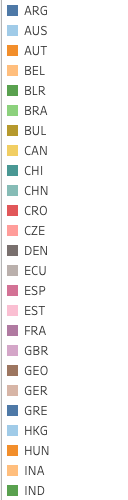 ARG
AUS
AUT
BEL
BLR
BRA
BUL
CAN
CHI
CHN
CRO
CZE
DEN
ECU
ESP
EST
FRA
GBR
GEO
GER
GRE
HKG
HUN
INA
IND